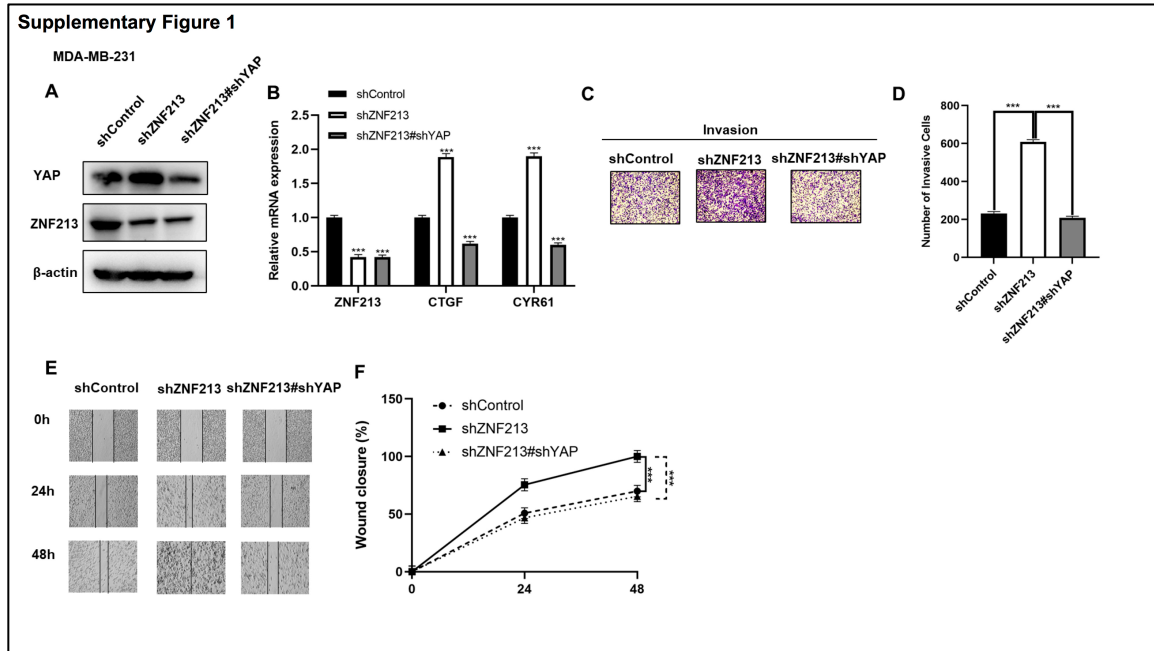 Supplementary Figure 1
MDA-MB-231
A
shControl
shZNF213
shZNF213#shYAP
YAP
ZNF213
β-actin
B
shControl
shZNF213
shZNF213#shYAP
Relative mRNA expression
2.5
2.0
1.5
1.0
0.5
0.0
*** ***
*** ***
*** ***
ZNF213 CTGF CYR61
C
Invasion
shControl shZNF213 shZNF213#shYAP
D
Number of Invasive Cells
800
600
400
200
0
*** ***
shControl
shZNF213
shZNF213#shYAP
E
shControl shZNF213 shZNF213#shYAP
0h
24h
48h
F
Wound closure (%)
150
100
50
0
shControl
shZNF213
shZNF213#shYAP
***
***
0 24 48